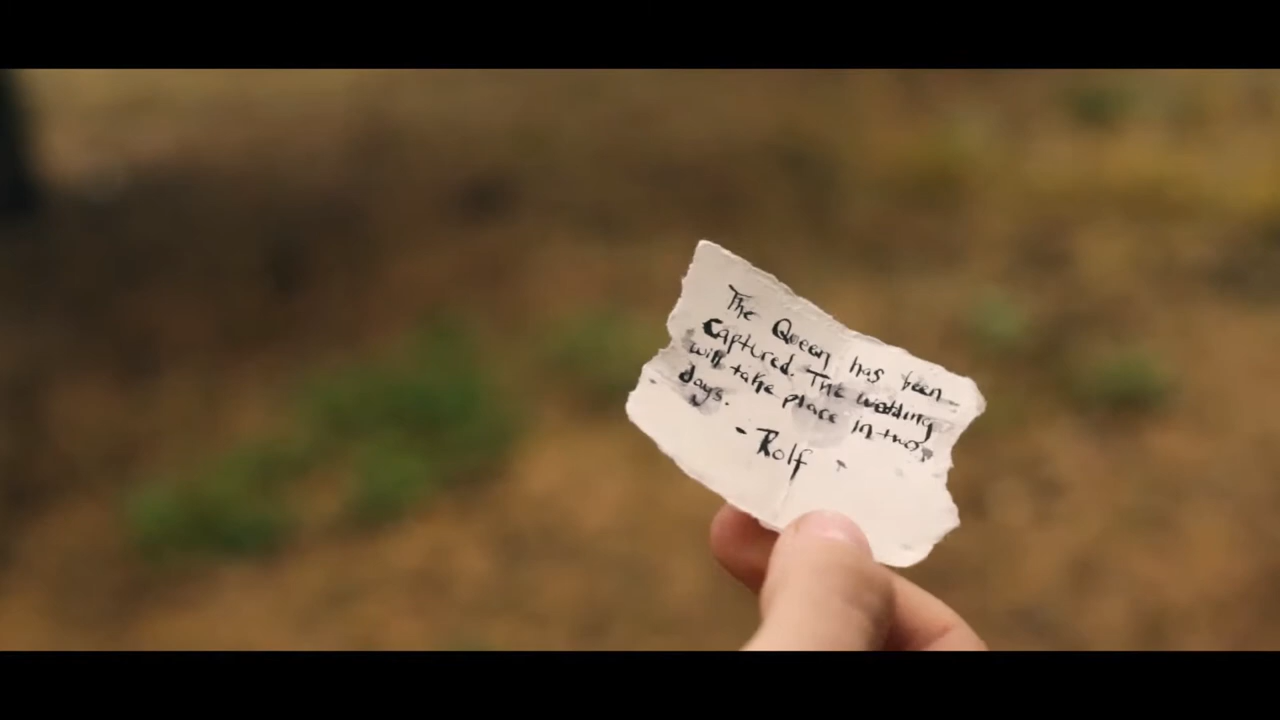 The Queen has been
Captured. The wedding
will take place in two
days.
- Rolf